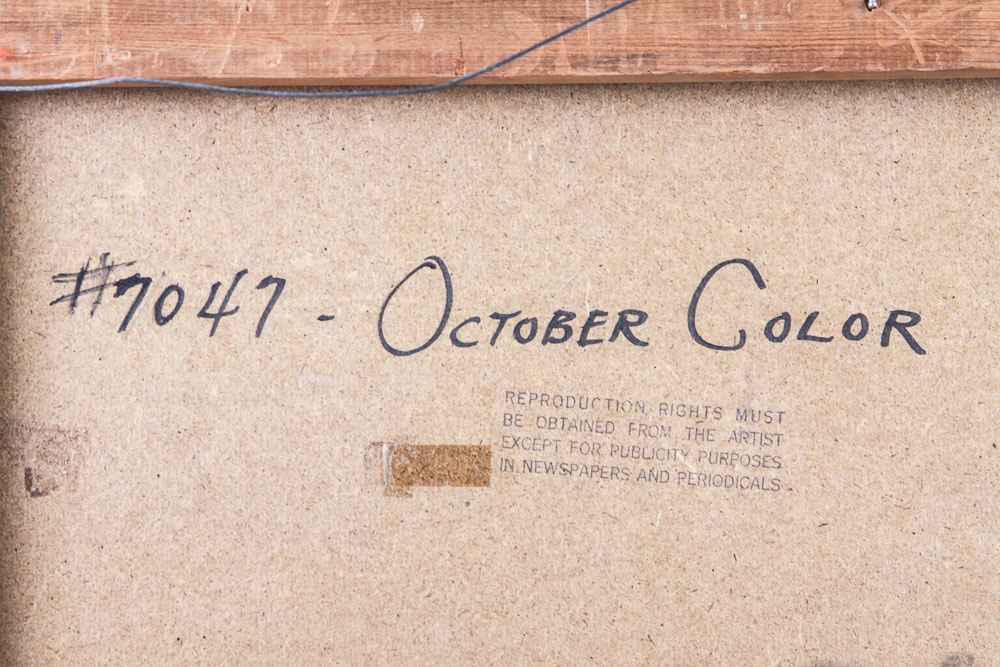 #7047 - OCTOBER COLOR
REPRODUCTION RIGHTS MUST
BE OBTAINED FROM THE ARTIST
EXCEPT FOR PUBLICITY PURPOSES
IN NEWSPAPERS AND PERIODICALS